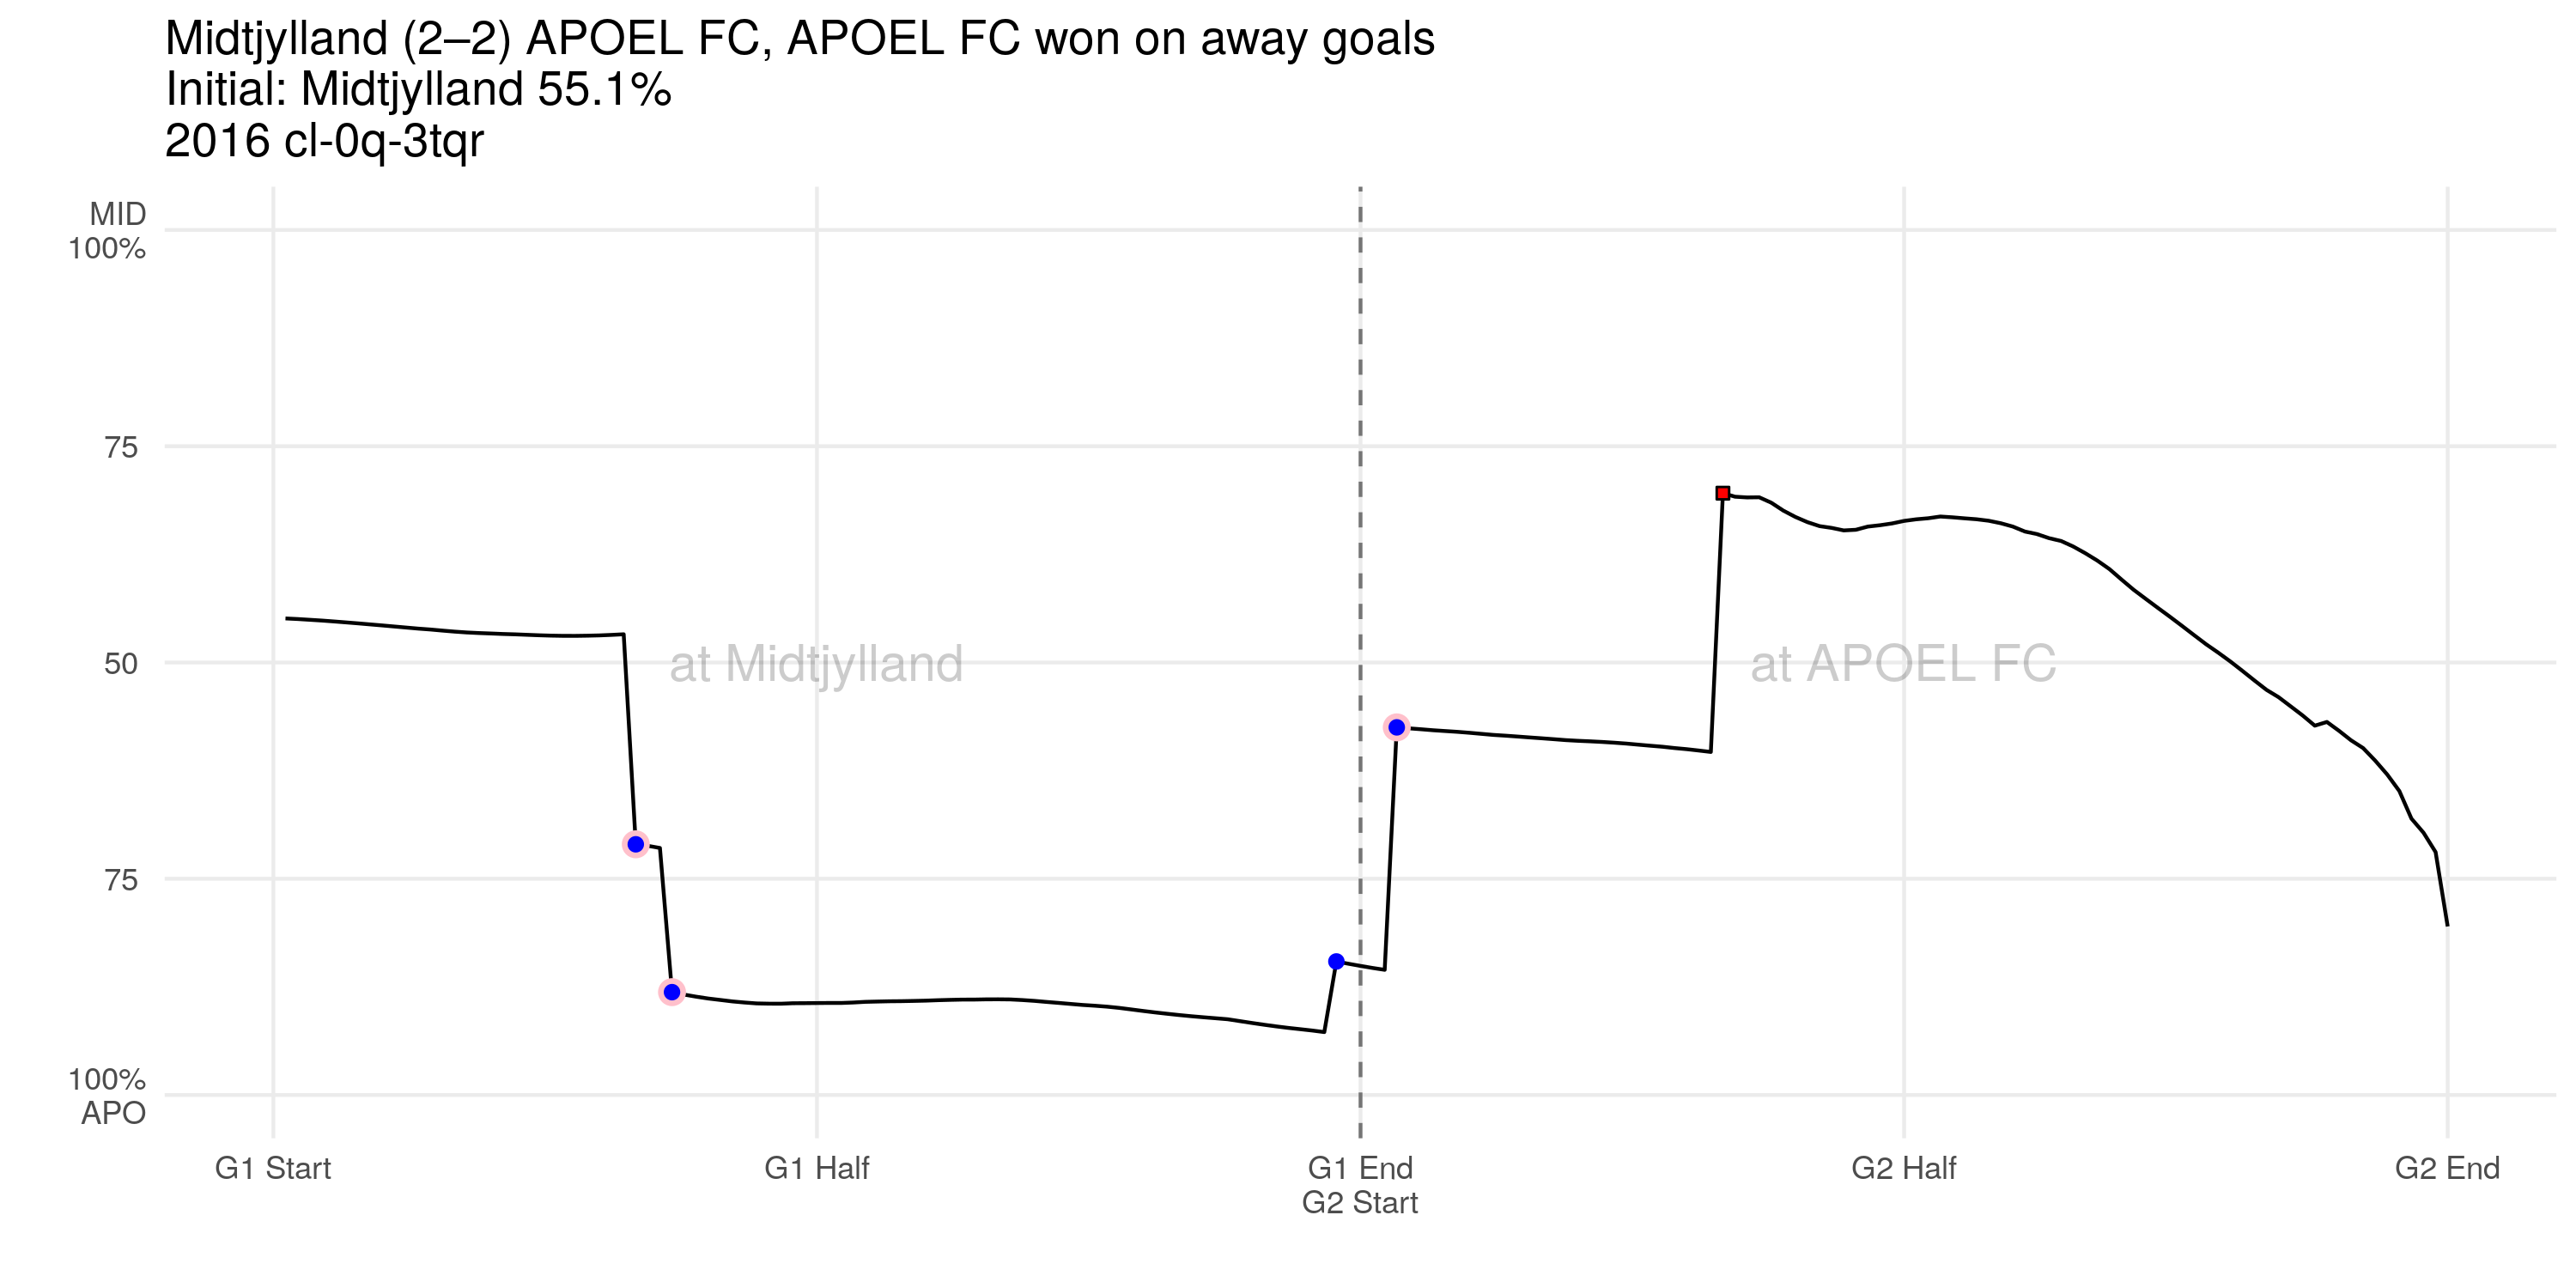 Midtjylland (2–2) APOEL FC, APOEL FC won on away goals
Initial: Midtjylland 55.1%
2016 cl-0q-3tqr
MID
100%
75
50
75
100%
APO
at Midtjylland
at APOEL FC
G1 Start
G1 Half
G1 End
G2 Start
G2 Half
G2 End